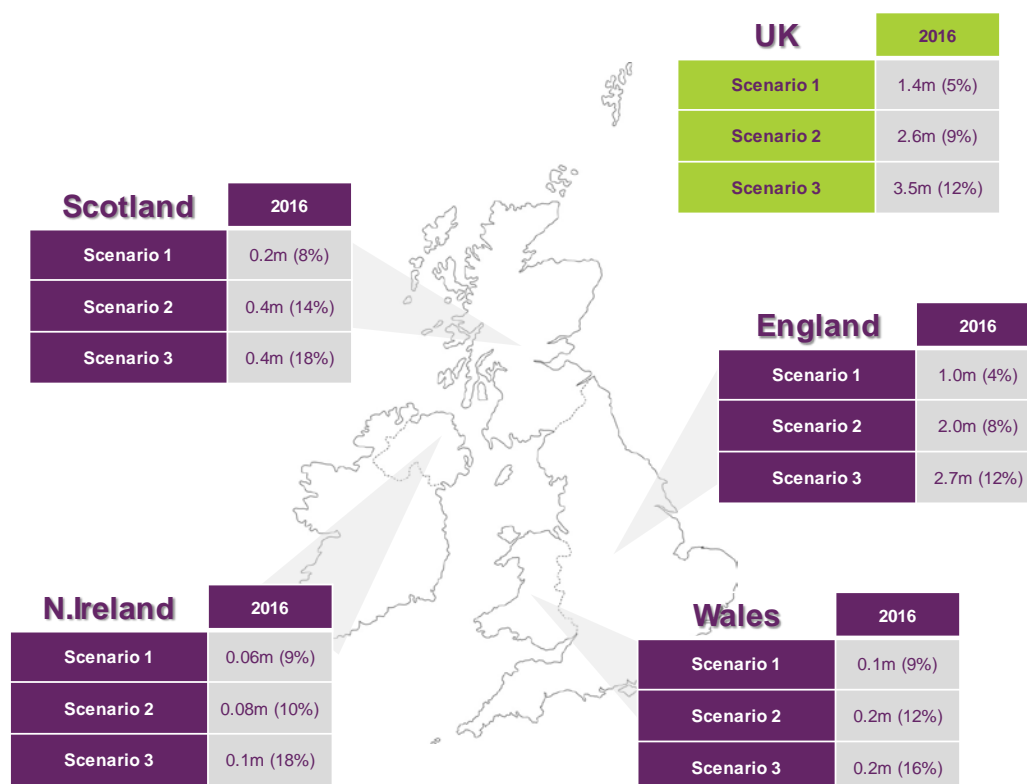 UK 2016
Scenario 1 1.4m (5%)
Scenario 2 2.6m (9%)
Scenario 3 3.5m (12%)
Scotland 2016
Scenario 1 0.2m (8%)
Scenario 2 0.4m (14%)
Scenario 3 0.4m (18%)
England 2016
Scenario 1 1.0m (4%)
Scenario 2 2.0m (8%)
Scenario 3 2.7m (12%)
N.Ireland 2016
Scenario 1 0.06m (9%)
Scenario 2 0.08m (10%)
Scenario 3 0.1m (18%)
Wales 2016
Scenario 1 0.1m (9%)
Scenario 2 0.2m (12%)
Scenario 3 0.2m (16%)